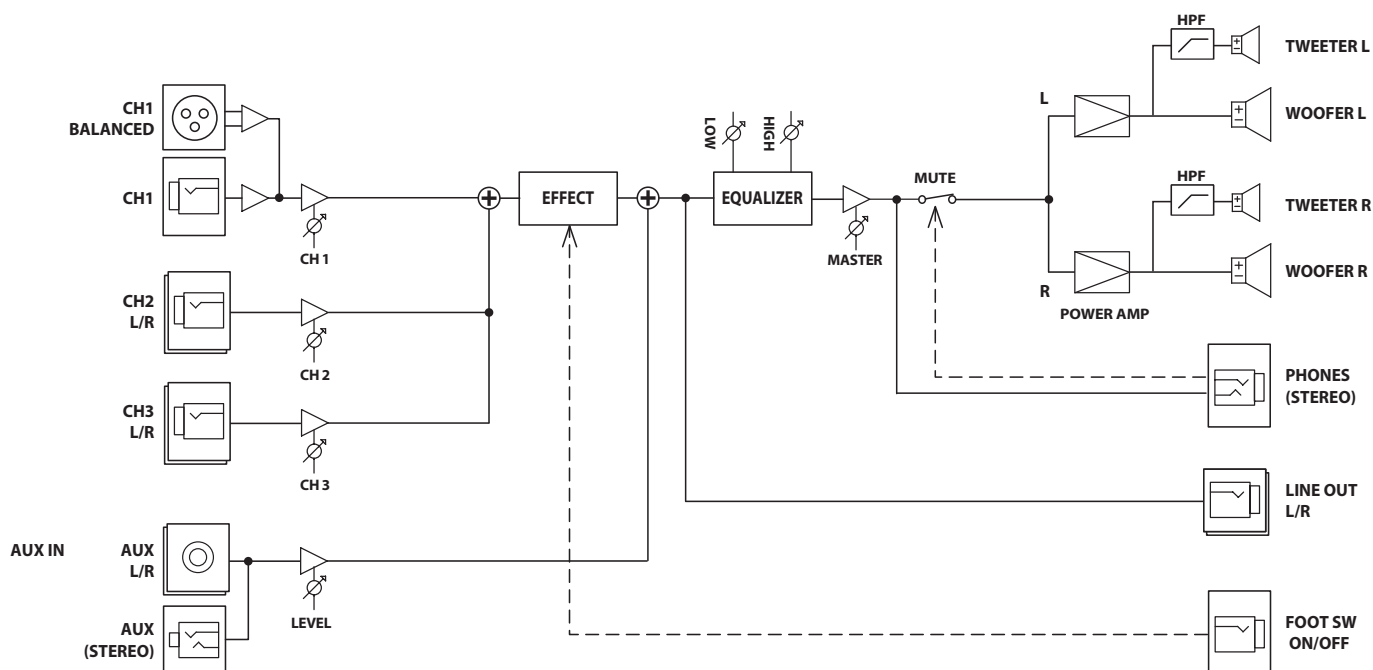 HPF
TWEETER L
CH1
BALANCED
L
WOOFER L
LOW
HIGH
CH1
EFFECT
EQUALIZER
MUTE
HPF
TWEETER R
CH 1
MASTER
WOOFER R
R
POWER AMP
CH2
L/R
CH 2
PHONES
(STEREO)
CH3
L/R
CH 3
LINE OUT
L/R
AUX IN
AUX
L/R
LEVEL
AUX
(STEREO)
FOOT SW
ON/OFF